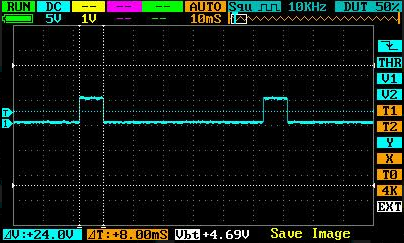 RUN DC -- -- -- AUTO Squ 10KHz DUT 50%
5V 1V 10mS
THR
V1
V2
T T1
1 T2
Y
X
T0
4K
EXT
ΔV:+24.0V ΔT:+8.00mS Vbt +4.69V Save Image